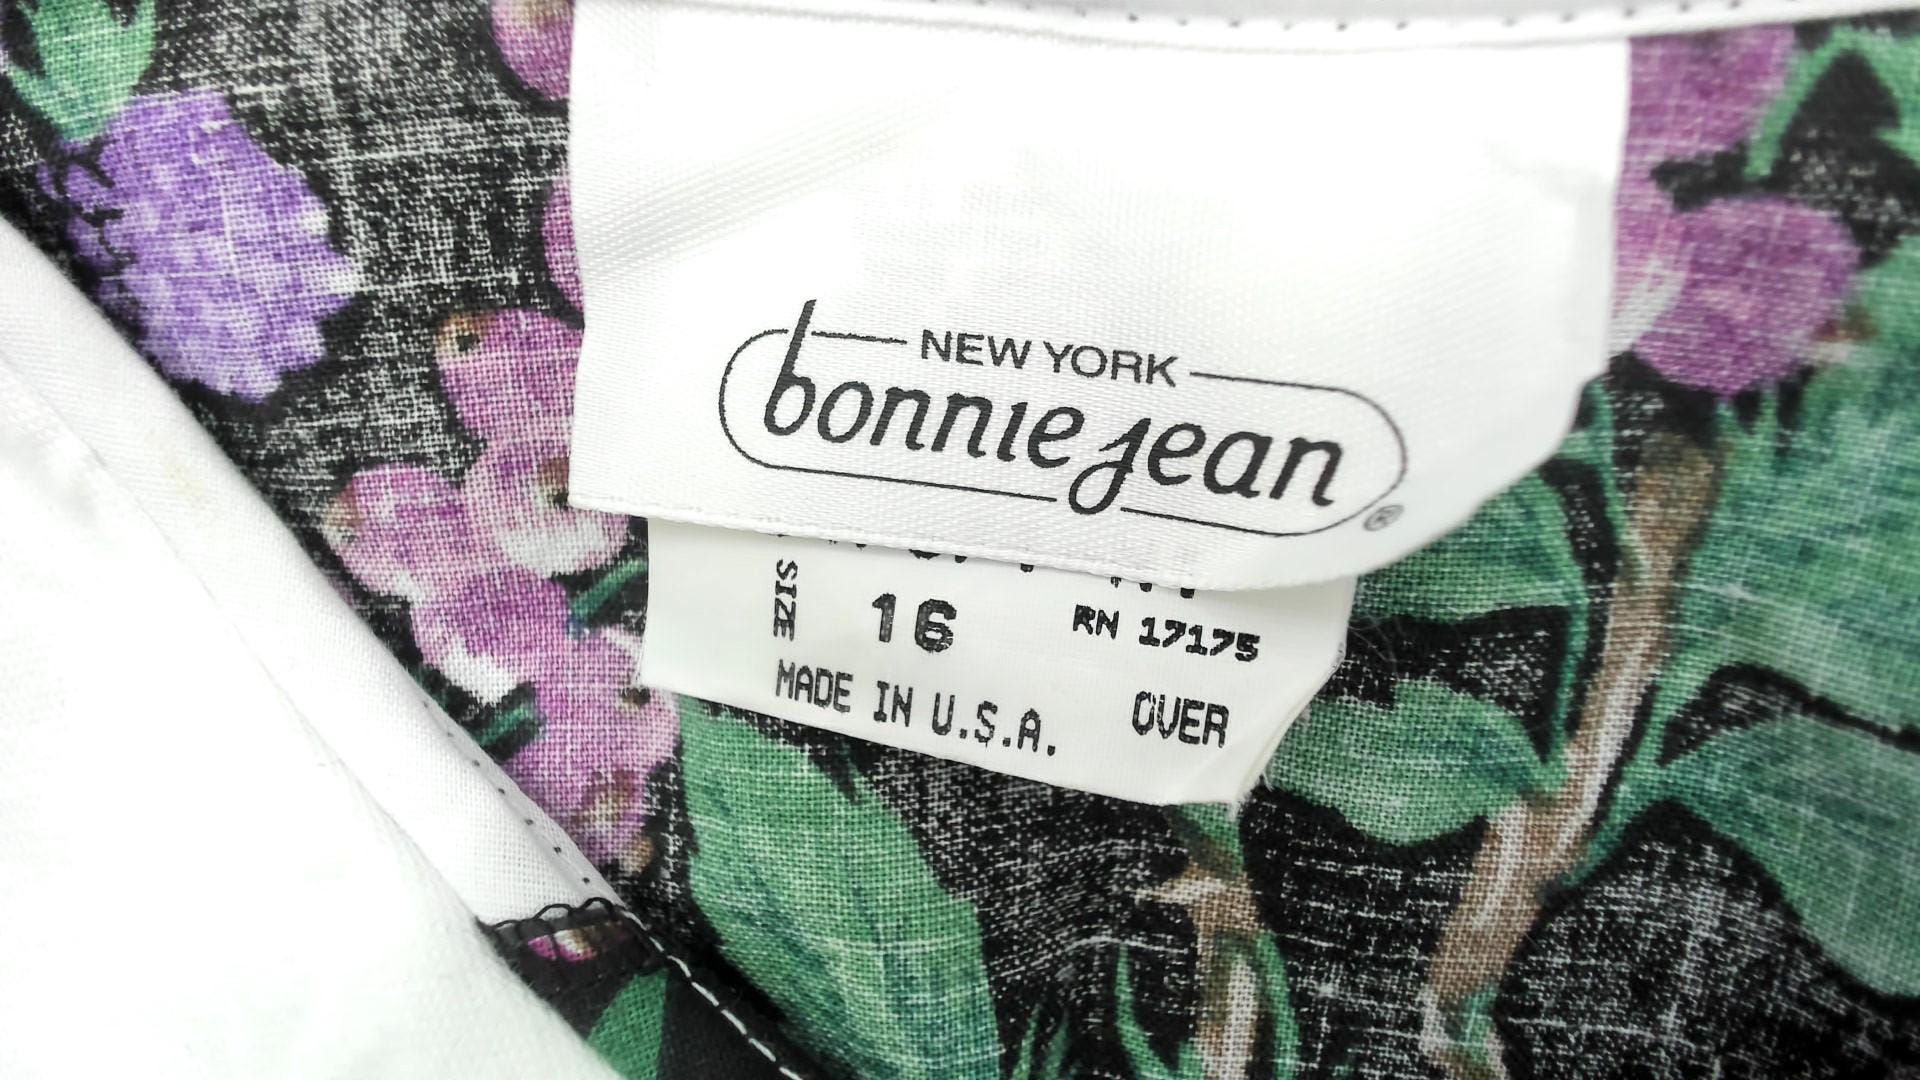 NEW YORK
bonnie jean
®
SIZE
16
RN 17175
MADE IN U.S.A.
OVER